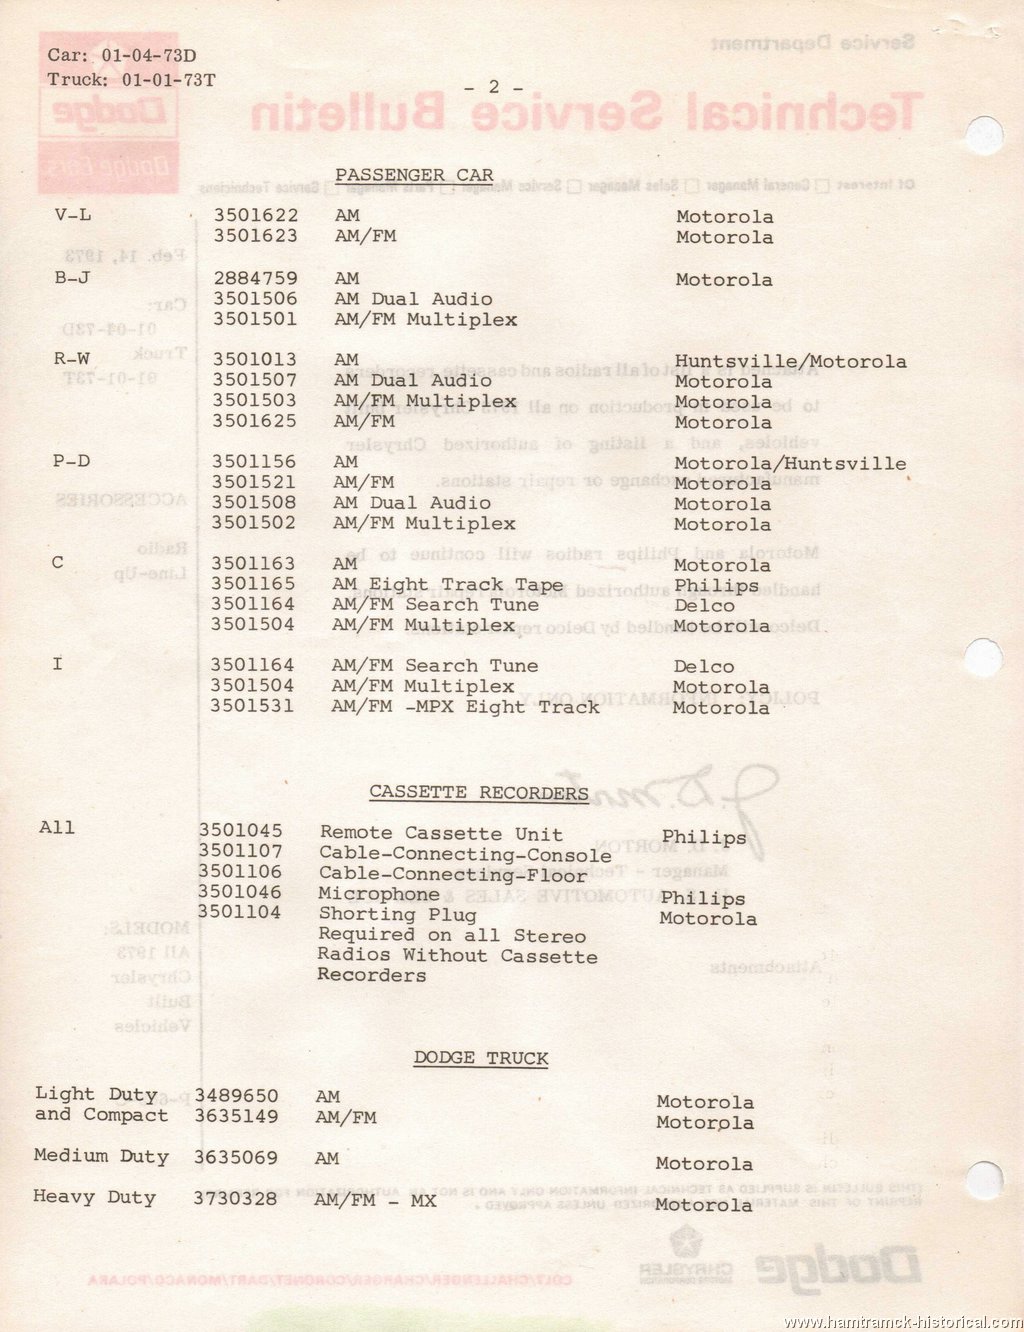 Car: 01-04-73D
Truck: 01-01-73T
- 2 -
PASSENGER CAR
V-L 3501622 AM Motorola
3501623 AM/FM Motorola
B-J 2884759 AM Motorola
3501506 AM Dual Audio
3501501 AM/FM Multiplex
R-W 3501013 AM Huntsville/Motorola
3501507 AM Dual Audio Motorola
3501503 AM/FM Multiplex Motorola
3501625 AM/FM Motorola
P-D 3501156 AM Motorola/Huntsville
3501521 AM/FM Motorola
3501508 AM Dual Audio Motorola
3501502 AM/FM Multiplex Motorola
C 3501163 AM Motorola
3501165 AM Eight Track Tape Philips
3501164 AM/FM Search Tune Delco
3501504 AM/FM Multiplex Motorola
I 3501164 AM/FM Search Tune Delco
3501504 AM/FM Multiplex Motorola
3501531 AM/FM -MPX Eight Track Motorola
CASSETTE RECORDERS
All 3501045 Remote Cassette Unit Philips
3501107 Cable-Connecting-Console
3501106 Cable-Connecting-Floor
3501046 Microphone Philips
3501104 Shorting Plug Motorola
Required on all Stereo
Radios Without Cassette
Recorders
DODGE TRUCK
Light Duty 3489650 AM Motorola
and Compact 3635149 AM/FM Motorola
Medium Duty 3635069 AM Motorola
Heavy Duty 3730328 AM/FM - MX Motorola
www.hamtramck-historical.com